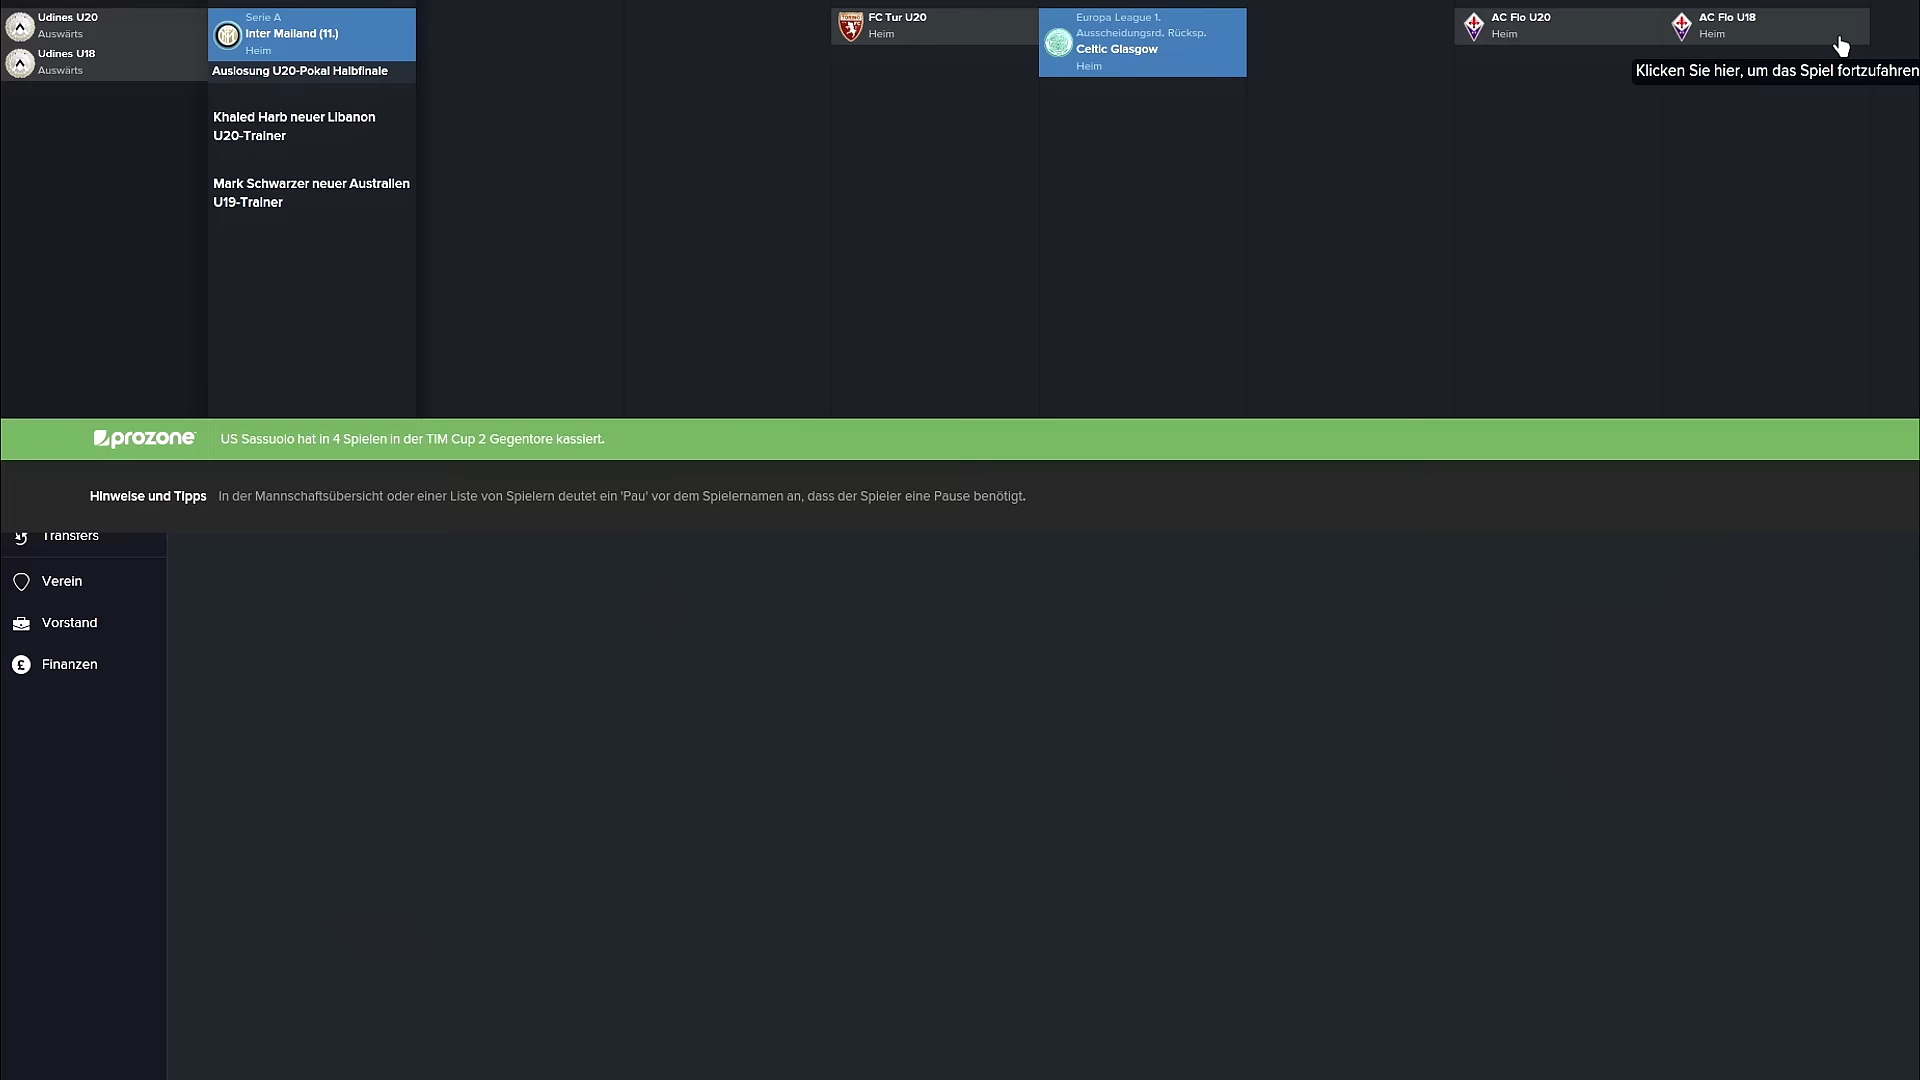 Udines U20
Auswärts
Udines U18
Auswärts
Serie A
Inter Mailand (11.)
Heim
Auslosung U20-Pokal Halbfinale
Khaled Harb neuer Libanon
U20-Trainer
Mark Schwarzer neuer Australien
U19-Trainer
FC Tur U20
Heim
Europa League 1.
Ausscheidungsrd. Rücksp.
Celtic Glasgow
Heim
AC Flo U20
Heim
AC Flo U18
Heim
Klicken Sie hier, um das Spiel fortzufahren
prozone
US Sassuolo hat in 4 Spielen in der TIM Cup 2 Gegentore kassiert.
Hinweise und Tipps
In der Mannschaftsübersicht oder einer Liste von Spielern deutet ein 'Pau' vor dem Spielernamen an, dass der Spieler eine Pause benötigt.
Transfers
Verein
Vorstand
Finanzen